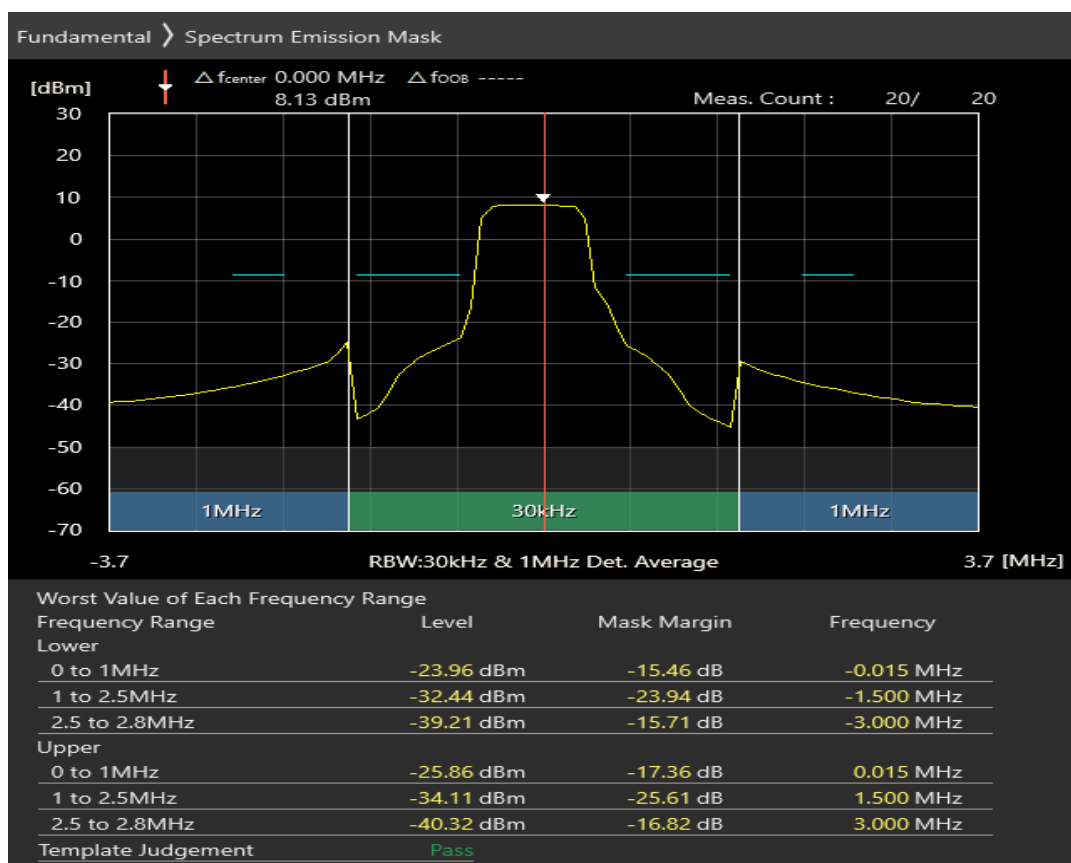 Fundamental 〉 Spectrum Emission Mask
△ fcenter 0.000 MHz △ fOOB -----
[dBm]
8.13 dBm Meas. Count : 20/ 20
30
20
10
0
-10
-20
-30
-40
-50
-60
1MHz 30kHz 1MHz
-70
-3.7 RBW:30kHz & 1MHz Det. Average 3.7 [MHz]
Worst Value of Each Frequency Range
Frequency Range Level Mask Margin Frequency
Lower
0 to 1MHz -23.96 dBm -15.46 dB -0.015 MHz
1 to 2.5MHz -32.44 dBm -23.94 dB -1.500 MHz
2.5 to 2.8MHz -39.21 dBm -15.71 dB -3.000 MHz
Upper
0 to 1MHz -25.86 dBm -17.36 dB 0.015 MHz
1 to 2.5MHz -34.11 dBm -25.61 dB 1.500 MHz
2.5 to 2.8MHz -40.32 dBm -16.82 dB 3.000 MHz
Template Judgement Pass